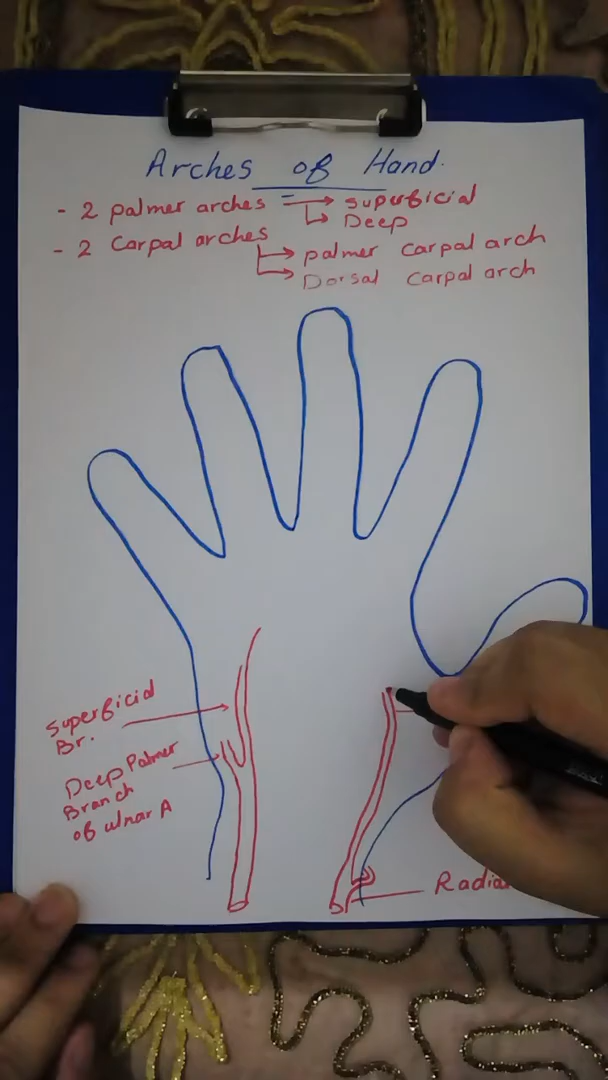 Arches of Hand.
- 2 palmer arches = superficial
Deep
- 2 Carpal arches
palmer carpal arch
Dorsal carpal arch
Superficial
Br.
Deep Palmer
Branch
of ulnar A